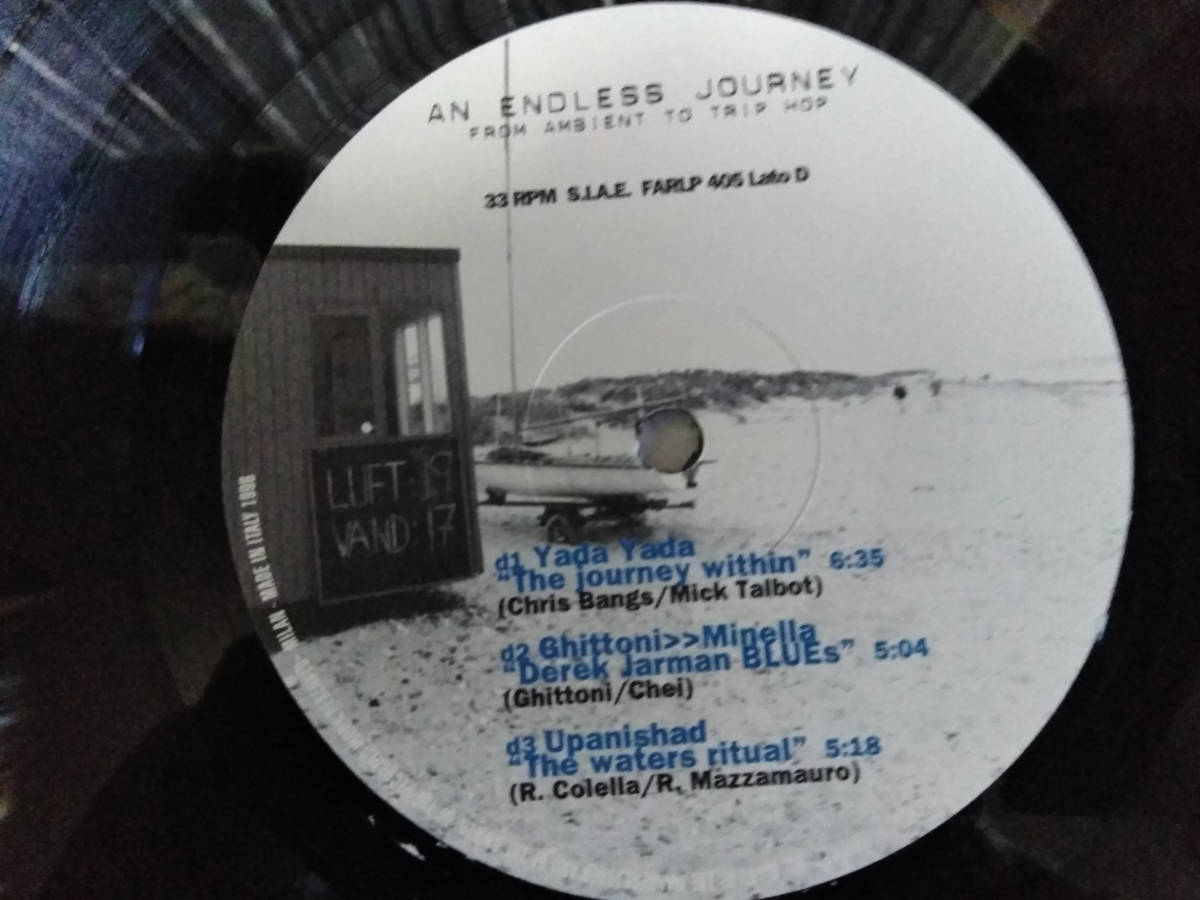 AN ENDLESS JOURNEY
FROM AMBIENT TO TRIP HOP
33 RPM S.I.A.E. FARLP 405 Lato D
LUFT: 19
VAND: 17
d1 Yada Yada
"The journey within" 6:35
(Chris Bangs/Mick Talbot)
d2 Ghittoni>>Minella
"Derek Jarman BLUEs" 5:04
(Ghittoni/Chei)
d3 Upanishad
"The waters ritual" 5:18
(R. Colella/R. Mazzamauro)
MILAN - MADE IN ITALY 1996